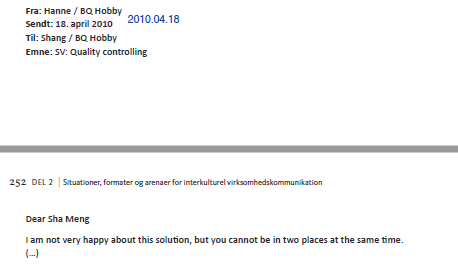 Fra: Hanne / BQ Hobby
Sendt: 18. april 2010
2010.04.18
Til: Shang / BQ Hobby
Emne: SV: Quality controlling
252 DEL 2 | Situationer, formater og arenaer for interkulturel virksomhedskommunikation
Dear Sha Meng
I am not very happy about this solution, but you cannot be in two places at the same time.
(...)